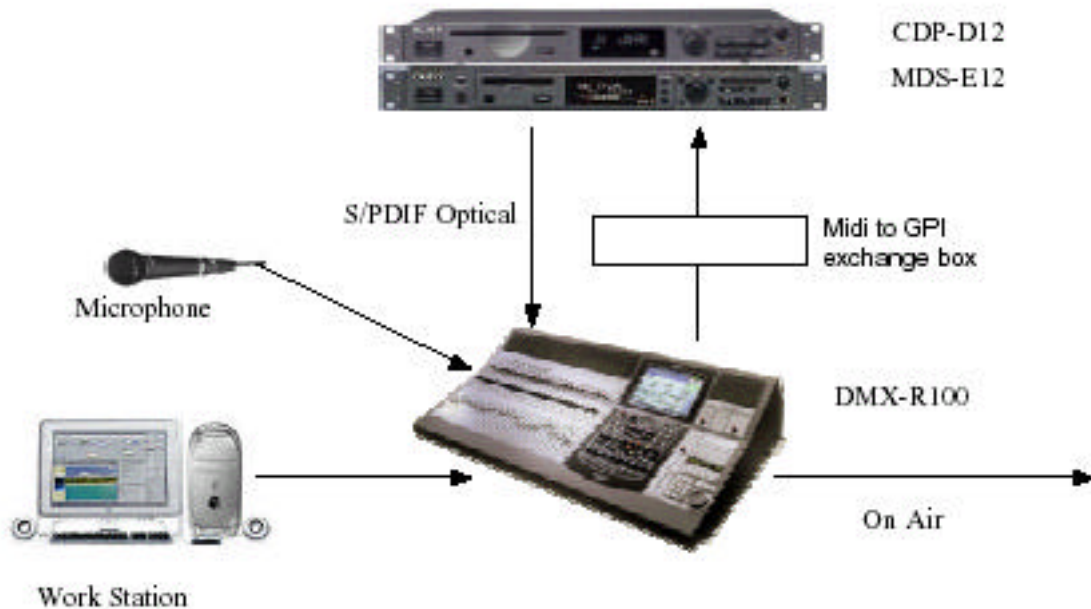 CDP-D12
MDS-E12
S/PDIF Optical
Midi to GPI
exchange box
Microphone
DMX-R100
On Air
Work Station